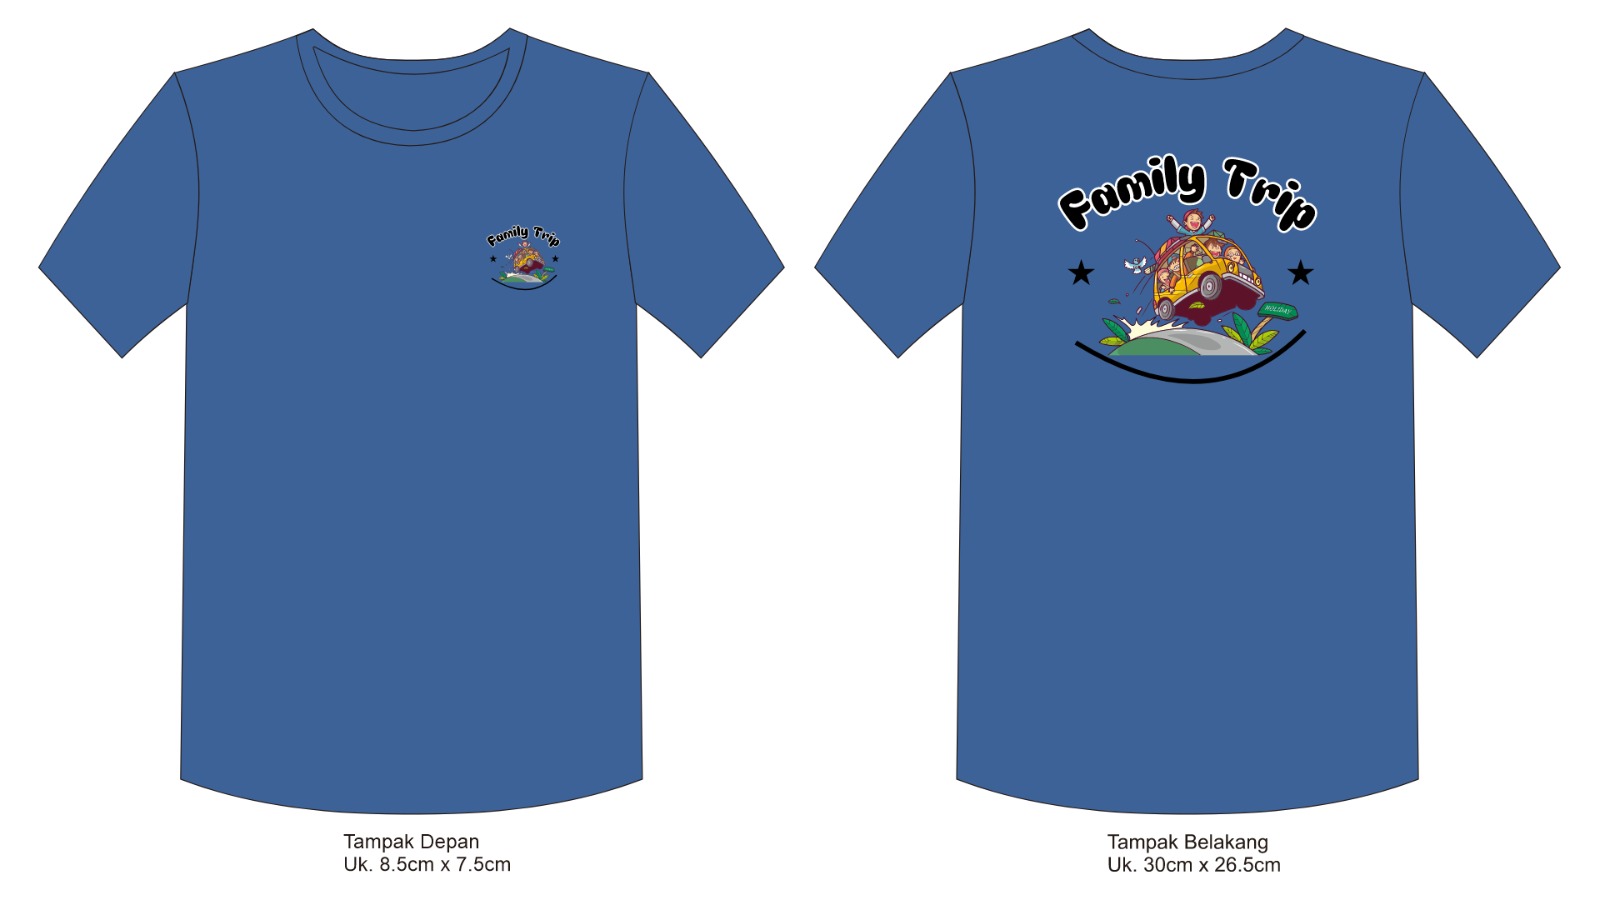 Family Trip
Family Trip
HOLIDAY
Tampak Depan
Uk. 8.5cm x 7.5cm
Tampak Belakang
Uk. 30cm x 26.5cm